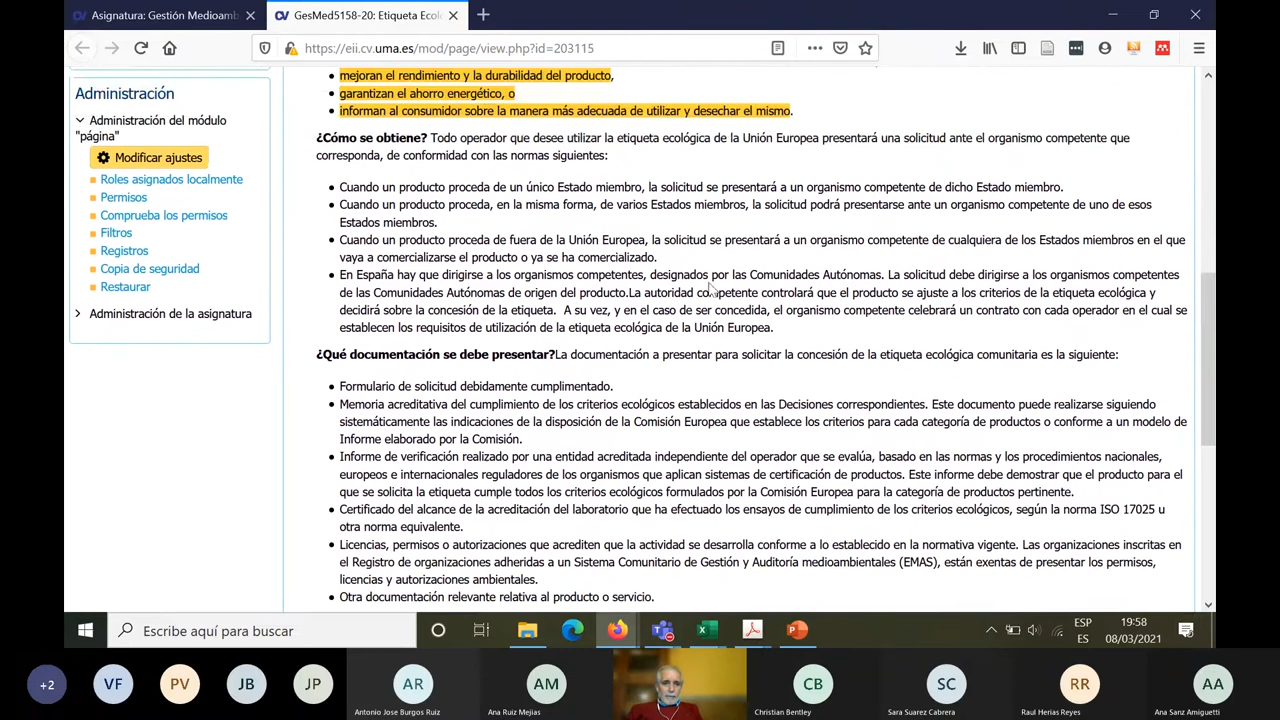 Asignatura: Gestión Medioamb
GesMed5158-20: Etiqueta Ecol
https://eii.cv.uma.es/mod/page/view.php?id=203115
Administración
Administración del módulo
"página"
Modificar ajustes
Roles asignados localmente
Permisos
Comprueba los permisos
Filtros
Registros
Copia de seguridad
Restaurar
Administración de la asignatura
mejoran el rendimiento y la durabilidad del producto,
garantizan el ahorro energético, o
informan al consumidor sobre la manera más adecuada de utilizar y desechar el mismo.
¿Cómo se obtiene? Todo operador que desee utilizar la etiqueta ecológica de la Unión Europea presentará una solicitud ante el organismo competente que
corresponda, de conformidad con las normas siguientes:
Cuando un producto proceda de un único Estado miembro, la solicitud se presentará a un organismo competente de dicho Estado miembro.
Cuando un producto proceda, en la misma forma, de varios Estados miembros, la solicitud podrá presentarse ante un organismo competente de uno de esos
Estados miembros.
Cuando un producto proceda de fuera de la Unión Europea, la solicitud se presentará a un organismo competente de cualquiera de los Estados miembros en el que
vaya a comercializarse el producto o ya se ha comercializado.
En España hay que dirigirse a los organismos competentes, designados por las Comunidades Autónomas. La solicitud debe dirigirse a los organismos competentes
de las Comunidades Autónomas de origen del producto.La autoridad competente controlará que el producto se ajuste a los criterios de la etiqueta ecológica y
decidirá sobre la concesión de la etiqueta. A su vez, y en el caso de ser concedida, el organismo competente celebrará un contrato con cada operador en el cual se
establecen los requisitos de utilización de la etiqueta ecológica de la Unión Europea.
¿Qué documentación se debe presentar?La documentación a presentar para solicitar la concesión de la etiqueta ecológica comunitaria es la siguiente:
Formulario de solicitud debidamente cumplimentado.
Memoria acreditativa del cumplimiento de los criterios ecológicos establecidos en las Decisiones correspondientes. Este documento puede realizarse siguiendo
sistemáticamente las indicaciones de la disposición de la Comisión Europea que establece los criterios para cada categoría de productos o conforme a un modelo de
Informe elaborado por la Comisión.
Informe de verificación realizado por una entidad acreditada independiente del operador que se evalúa, basado en las normas y los procedimientos nacionales,
europeos e internacionales reguladores de los organismos que aplican sistemas de certificación de productos. Este informe debe demostrar que el producto para el
que se solicita la etiqueta cumple todos los criterios ecológicos formulados por la Comisión Europea para la categoría de productos pertinente.
Certificado del alcance de la acreditación del laboratorio que ha efectuado los ensayos de cumplimiento de los criterios ecológicos, según la norma ISO 17025 u
otra norma equivalente.
Licencias, permisos o autorizaciones que acrediten que la actividad se desarrolla conforme a lo establecido en la normativa vigente. Las organizaciones inscritas en
el Registro de organizaciones adheridas a un Sistema Comunitario de Gestión y Auditoría medioambientales (EMAS), están exentas de presentar los permisos,
licencias y autorizaciones ambientales.
Otra documentación relevante relativa al producto o servicio.
Escribe aquí para buscar
ESP
ES
19:58
08/03/2021
+2
VF
PV
JB
JP
AR
AM
CB
SC
RR
AA
Antonio Jose Burgos Ruiz
Ana Ruiz Mejias
Christian Bentley
Sara Suarez Cabrera
Raul Herias Reyes
Ana Sanz Amiguetti